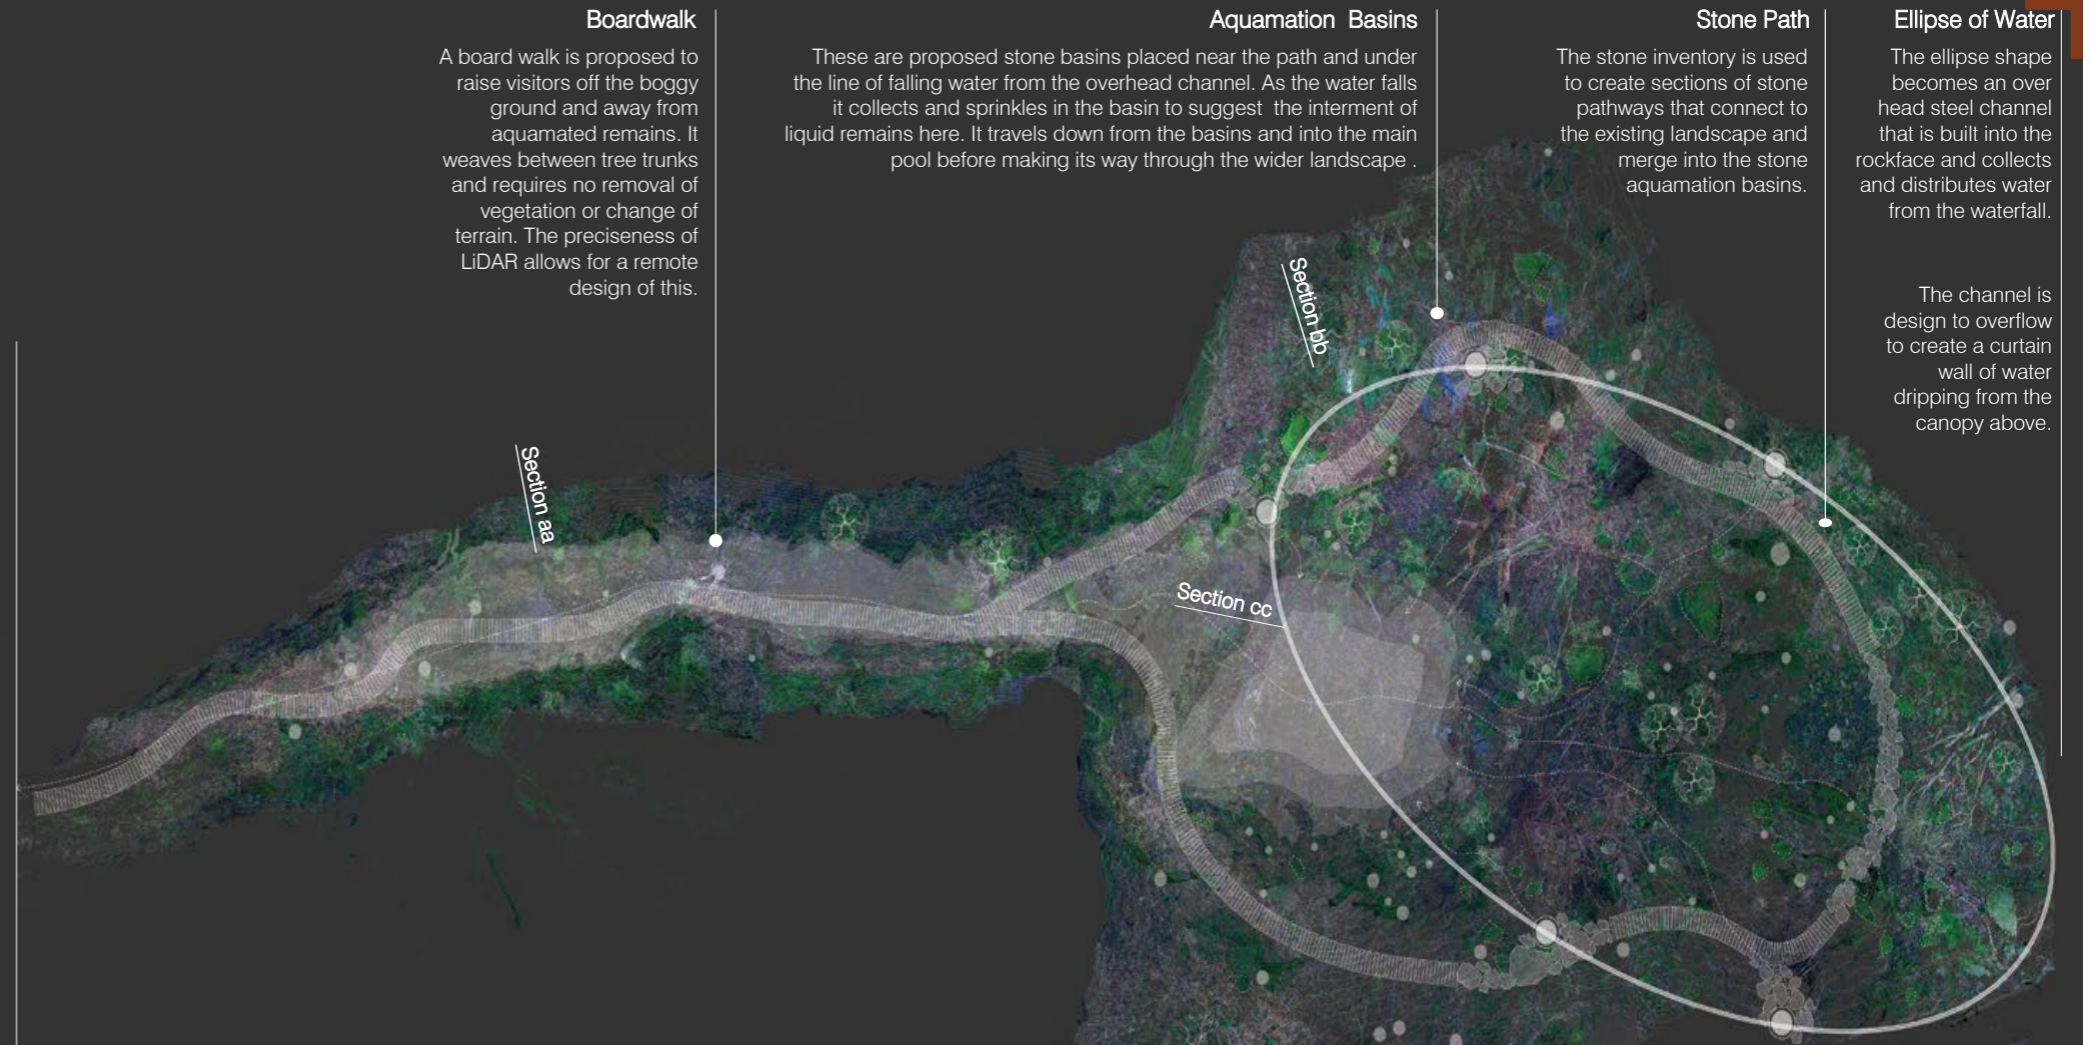 Boardwalk
A board walk is proposed to
raise visitors off the boggy
ground and away from
aquamated remains. It
weaves between tree trunks
and requires no removal of
vegetation or change of
terrain. The preciseness of
LiDAR allows for a remote
design of this.
Aquamation Basins
These are proposed stone basins placed near the path and under
the line of falling water from the overhead channel. As the water falls
it collects and sprinkles in the basin to suggest the interment of
liquid remains here. It travels down from the basins and into the main
pool before making its way through the wider landscape .
Stone Path
The stone inventory is used
to create sections of stone
pathways that connect to
the existing landscape and
merge into the stone
aquamation basins.
Ellipse of Water
The ellipse shape
becomes an over
head steel channel
that is built into the
rockface and collects
and distributes water
from the waterfall.
The channel is
design to overflow
to create a curtain
wall of water
dripping from the
canopy above.
Section bb
Section aa
Section cc